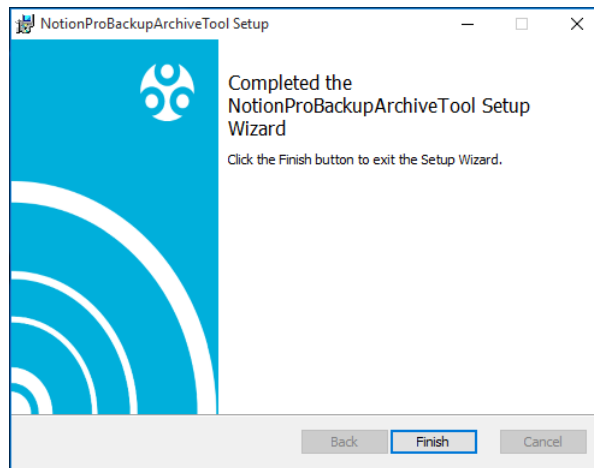 NotionProBackupArchiveTool Setup
Completed the
NotionProBackupArchiveTool Setup
Wizard
Click the Finish button to exit the Setup Wizard.
Back
Finish
Cancel